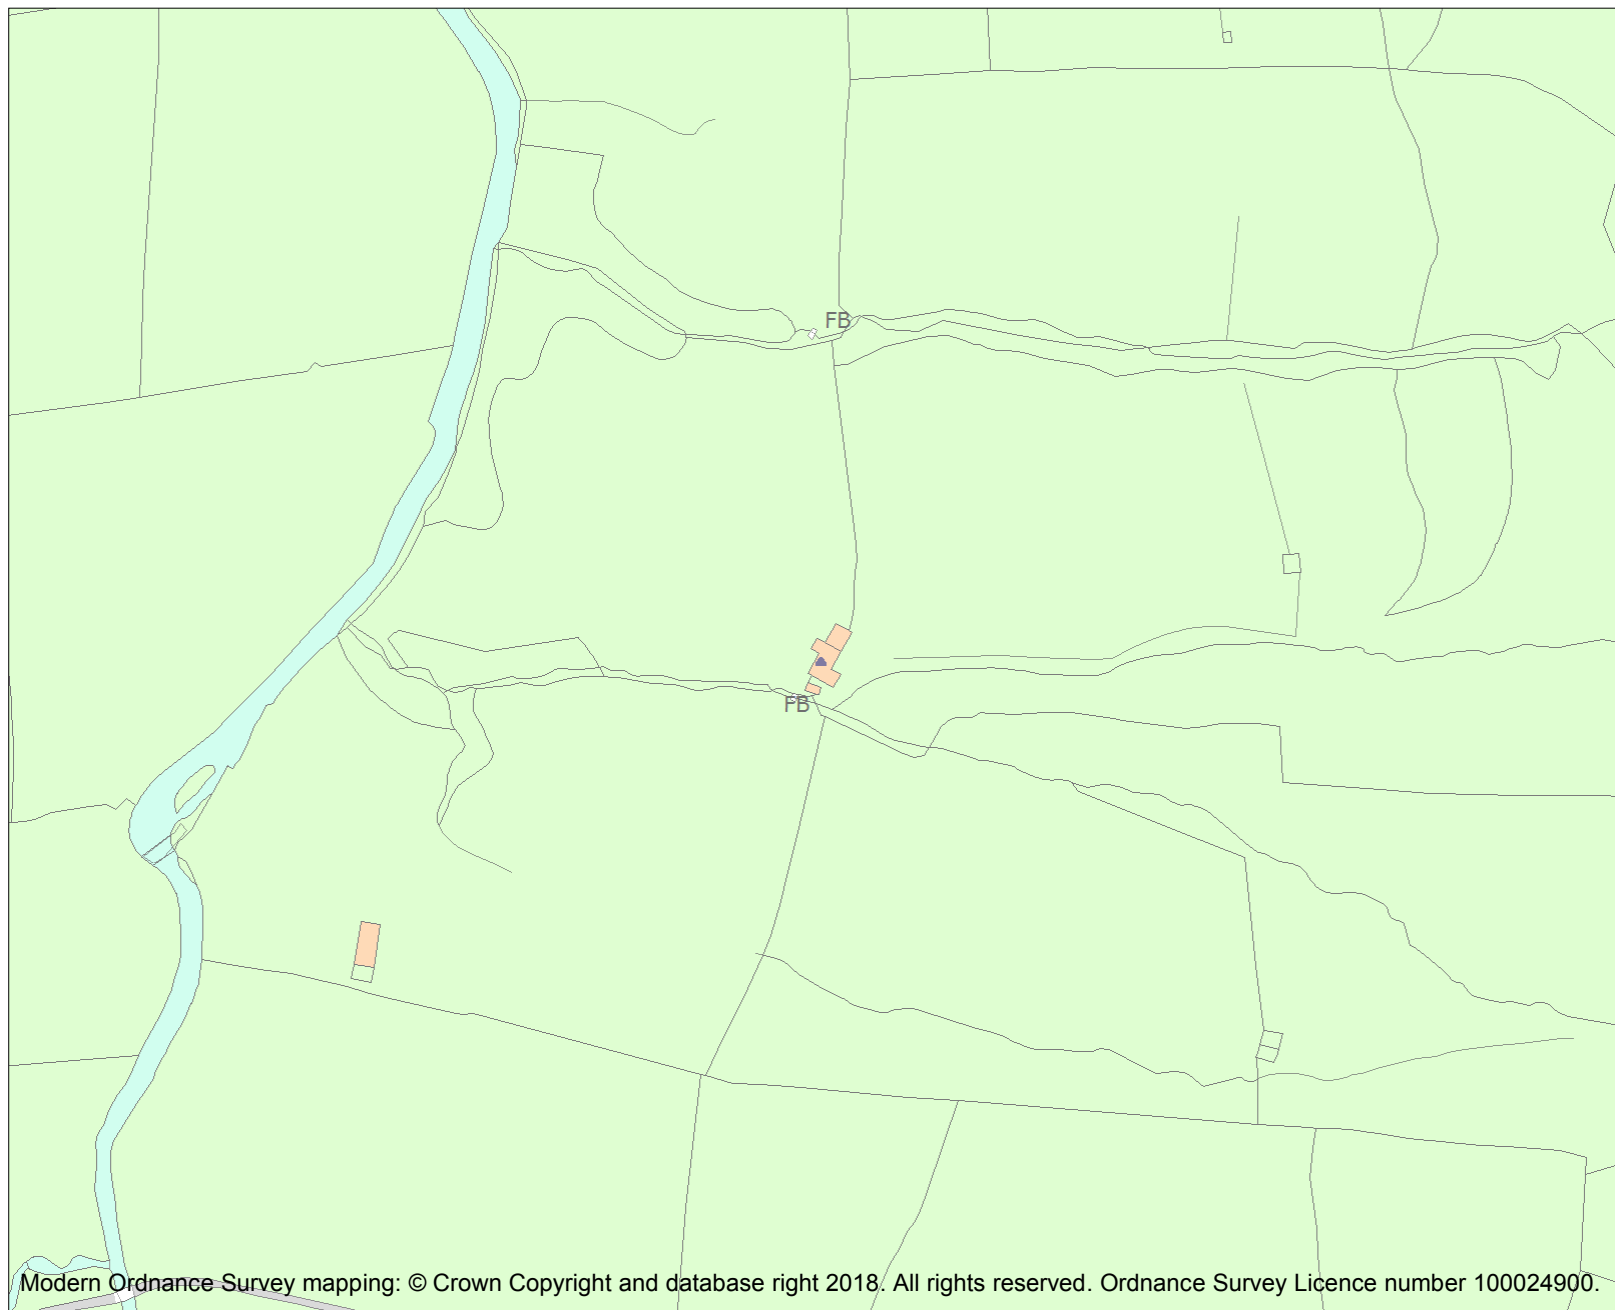 FB
FB
Modern Ordnance Survey mapping: © Crown Copyright and database right 2018. All rights reserved. Ordnance Survey Licence number 100024900.